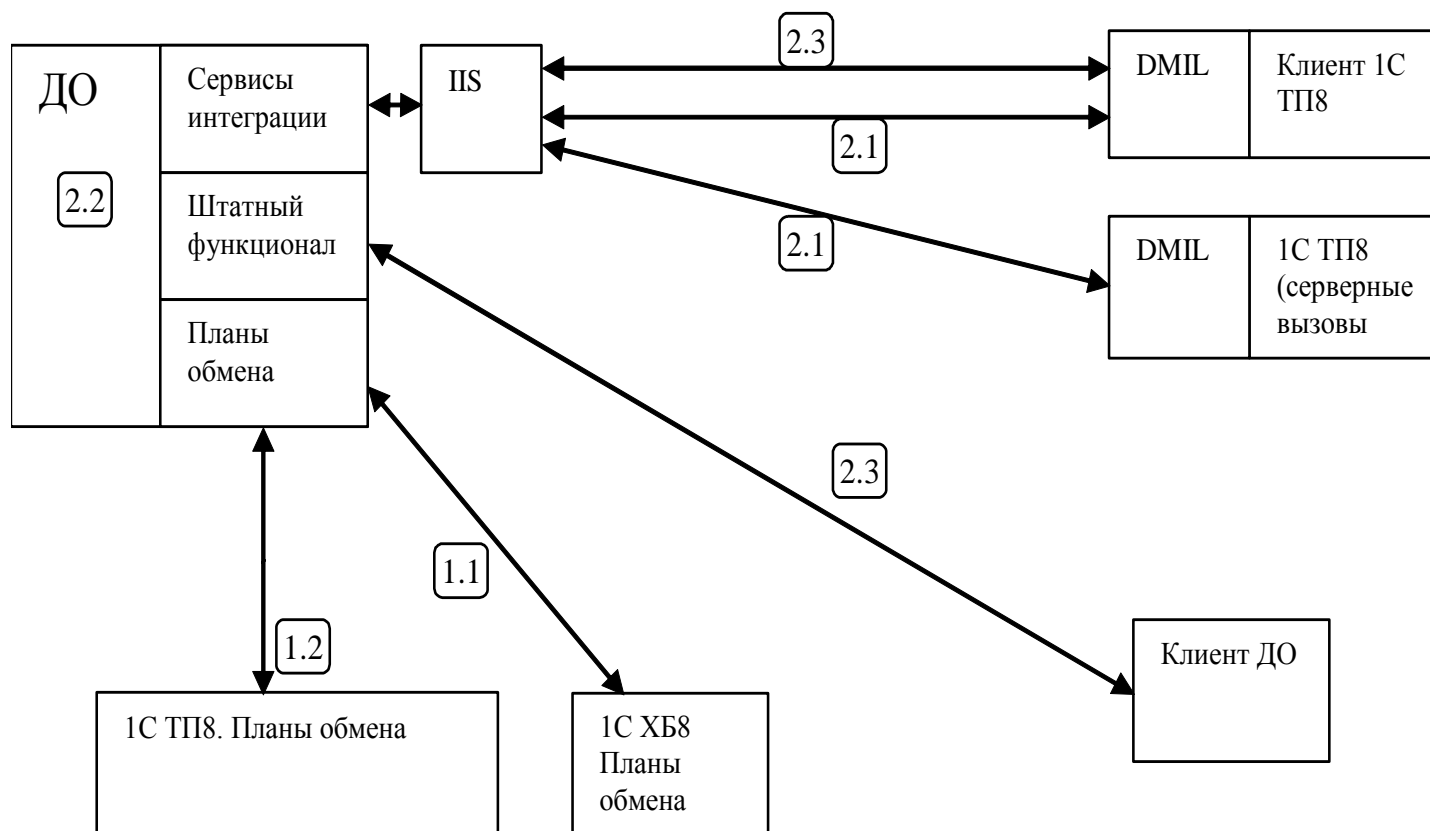 ДО
2.2
Сервисы
интеграции
Штатный
функционал
Планы
обмена
IIS
2.3
2.1
2.1
DMIL
Клиент 1С
ТП8
DMIL
1С ТП8
(серверные
вызовы
2.3
1.1
1.2
Клиент ДО
1С ТП8. Планы обмена
1С ХБ8
Планы
обмена